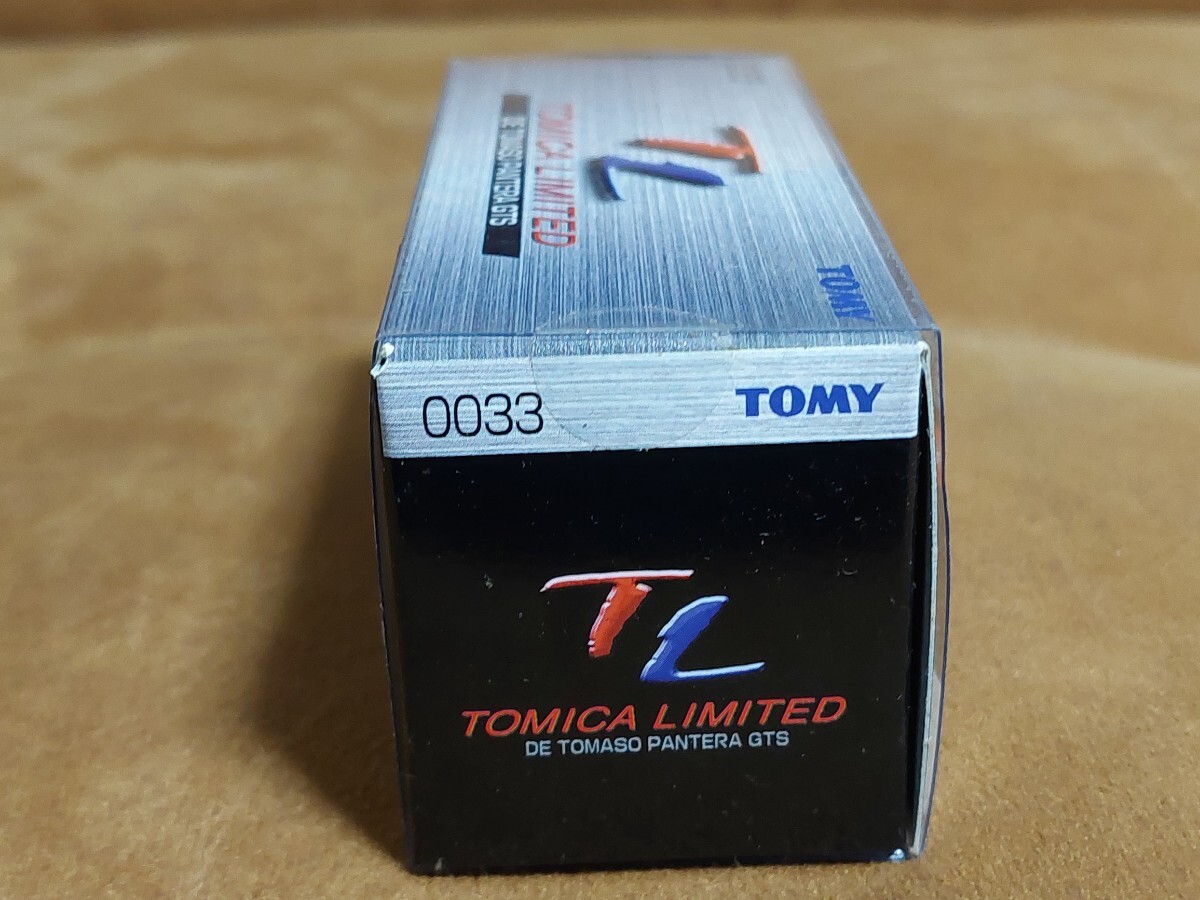 TL
TOMICA LIMITED
DE TOMASO PANTERA GTS
TOMY
0033
TOMY
TL
TOMICA LIMITED
DE TOMASO PANTERA GTS